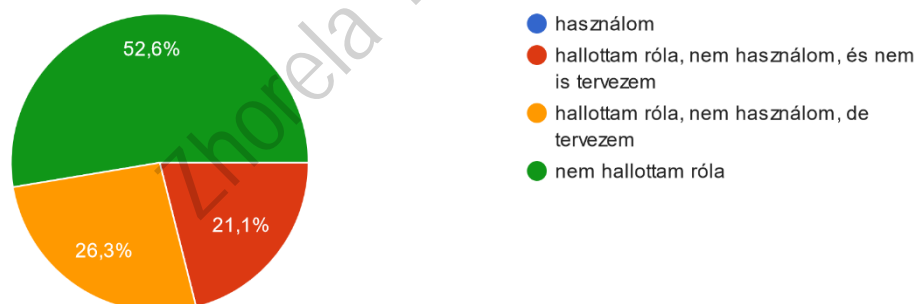 52,6%
26,3%
21,1%
használom
hallottam róla, nem használom, és nem
is tervezem
hallottam róla, nem használom, de
tervezem
nem hallottam róla
Zhorela